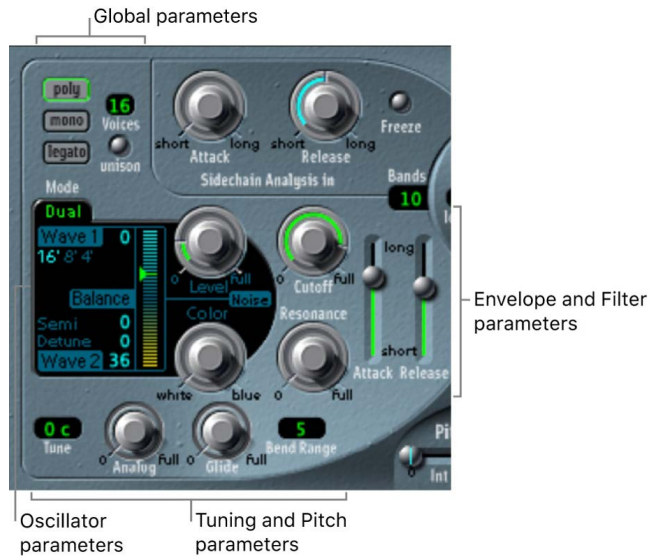 Global parameters
poly
mono
legato
16
Voices
unison
short
long
Attack
short
long
Release
Freeze
Sidechain Analysis in
Bands
10
Mode
Dual
Wave 1 0
16' 8' 4'
Balance
Semi 0
Detune 0
Wave 2 36
0
full
Level
Noise
Color
white
blue
0
full
Cutoff
Resonance
0
full
long
short
Attack
Release
Envelope and Filter
parameters
0 c
Tune
0
full
Analog
0
full
Glide
5
Bend Range
0
Int
Oscillator
parameters
Tuning and Pitch
parameters